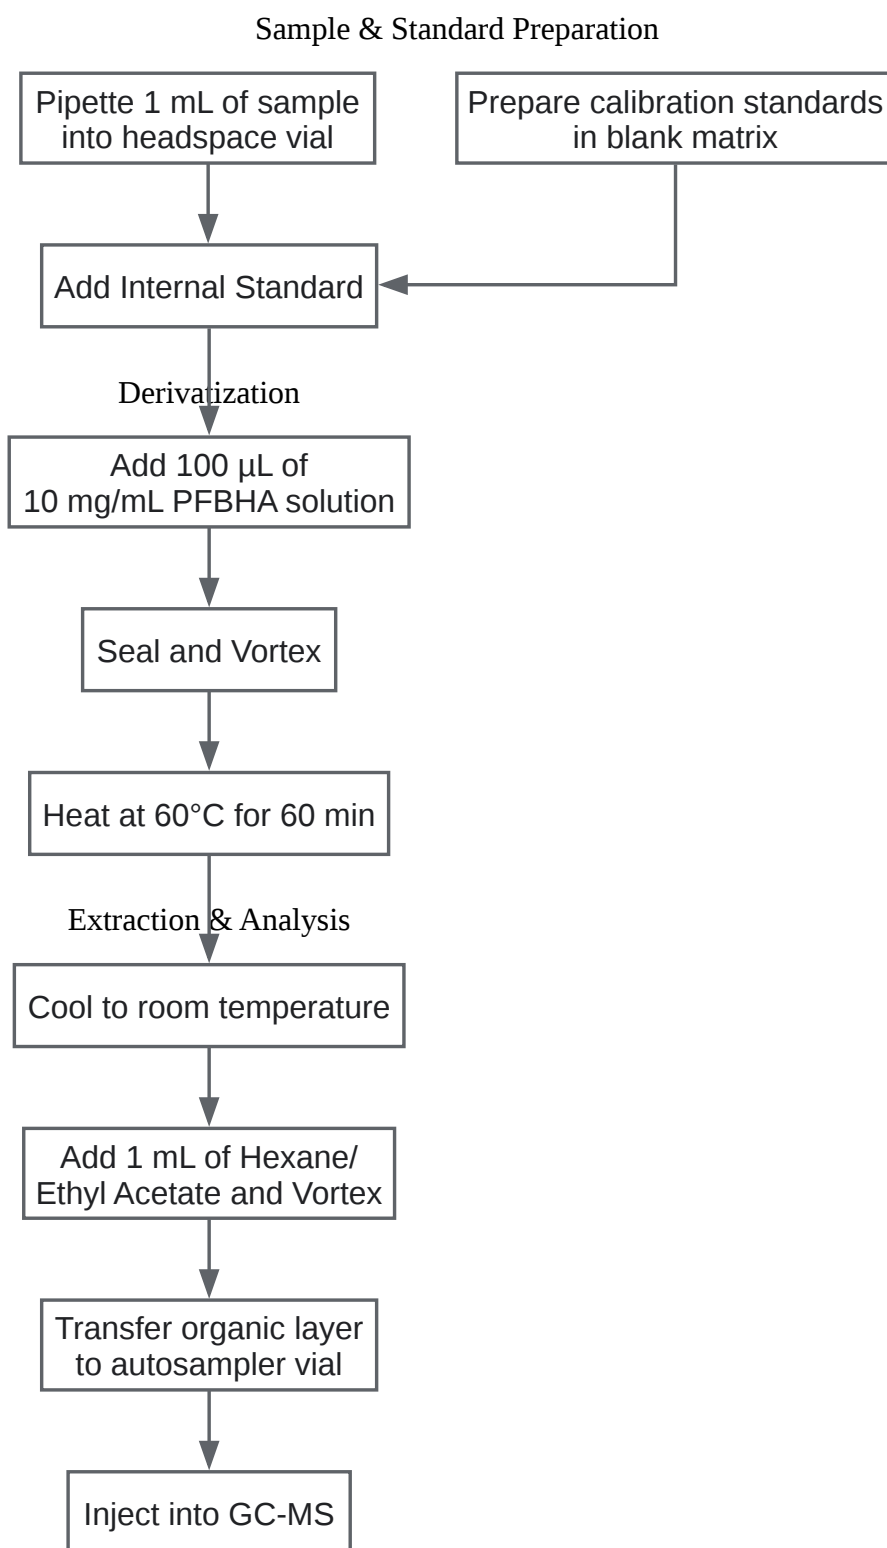 Sample & Standard Preparation
Pipette 1 mL of sample
into headspace vial
Prepare calibration standards
in blank matrix
Add Internal Standard
Derivatization
Add 100 µL of
10 mg/mL PFBHA solution
Seal and Vortex
Heat at 60°C for 60 min
Extraction & Analysis
Cool to room temperature
Add 1 mL of Hexane/
Ethyl Acetate and Vortex
Transfer organic layer
to autosampler vial
Inject into GC-MS